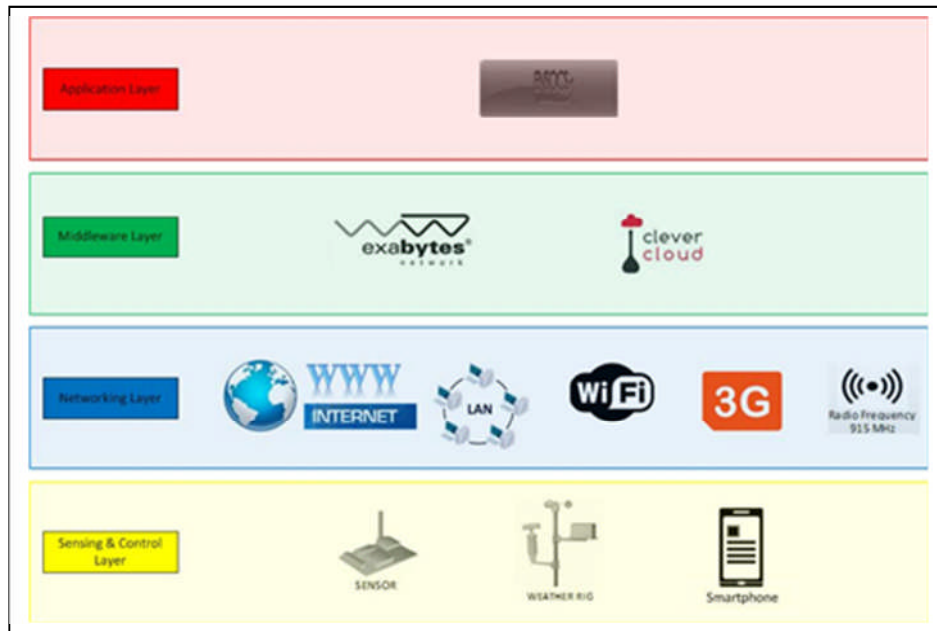 Application Layer
Middleware Layer
exabytes®
network
clever
cloud
Networking Layer
WWW
INTERNET
LAN
WiFi
3G
Radio Frequency
915 MHz
Sensing & Control
Layer
SENSOR
WEATHER RIG
Smartphone